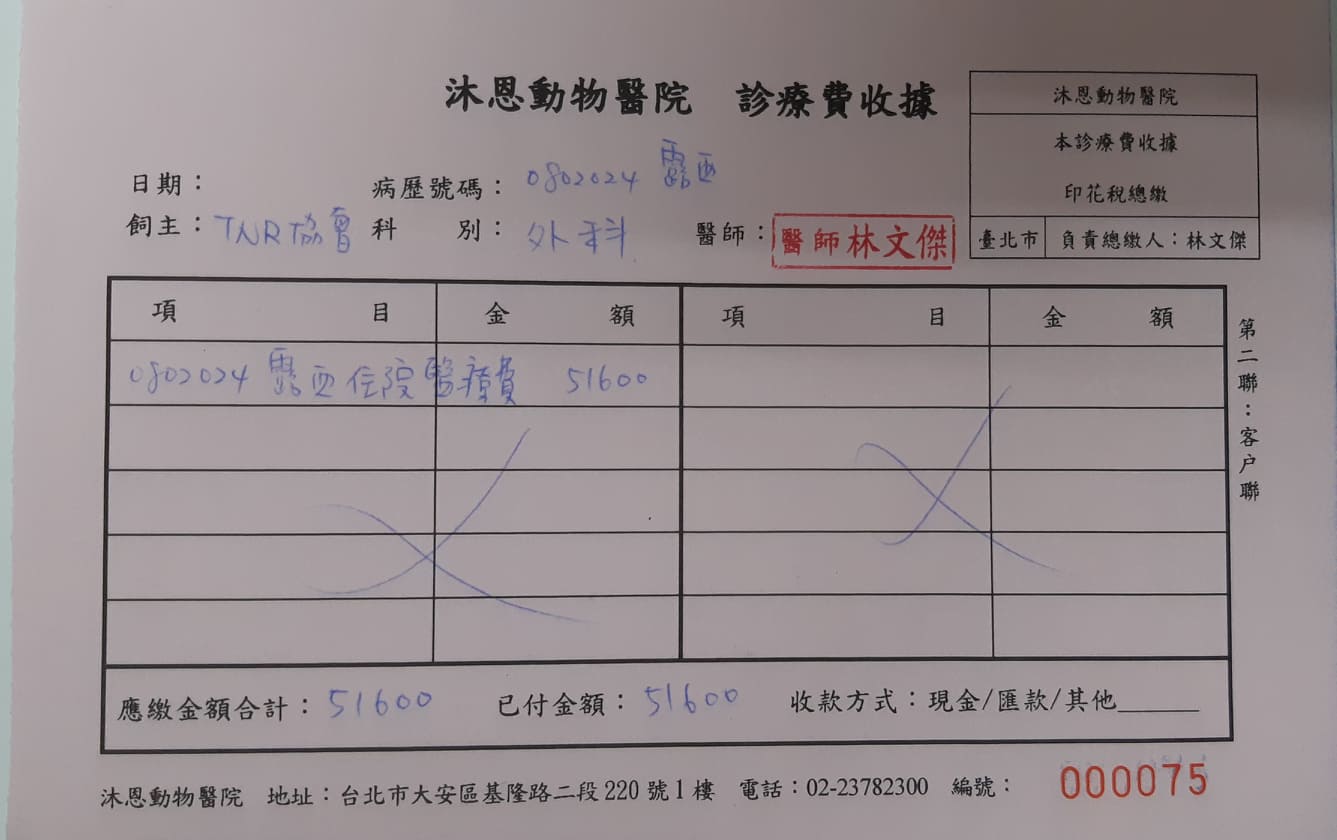 沐恩動物醫院 診療費收據
沐恩動物醫院
本診療費收據
印花稅總繳
臺北市 負責總繳人：林文傑
日期： 病歷號碼： 0802024 露西
飼主：TNR協會 科 別： 外科 醫師： 醫師林文傑
項 目 金 額 項 目 金 額
0802024 露西住院醫療費 51600
應繳金額合計：51600 已付金額：51600 收款方式：現金/匯款/其他______
第二聯：客戶聯
沐恩動物醫院 地址：台北市大安區基隆路二段220號1樓 電話：02-23782300 編號： 000075